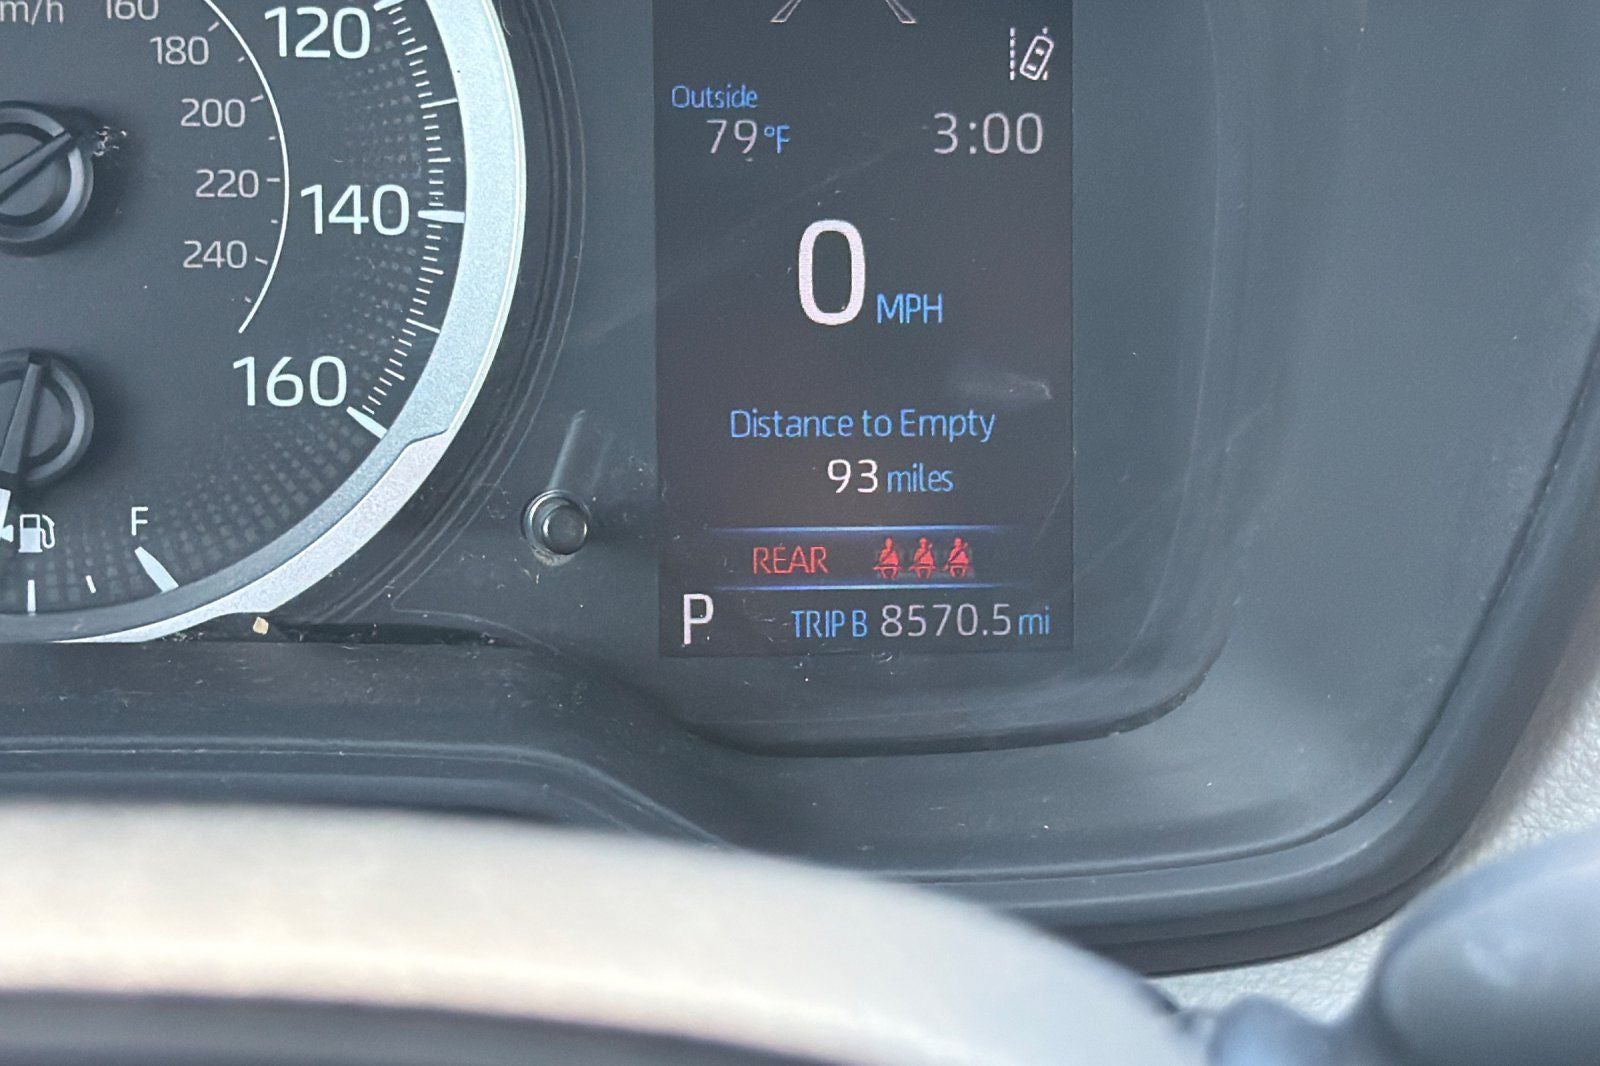 m/h 160
180
200
220
240
120
140
160
F
Outside
79°F
3:00
0 MPH
Distance to Empty
93 miles
REAR
P TRIP B 8570.5 mi